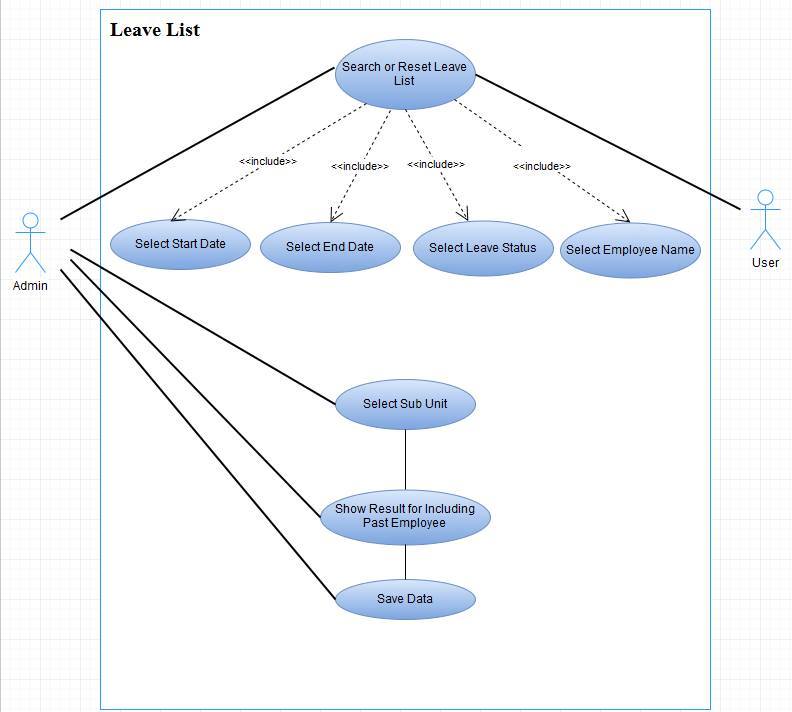 Leave List
Search or Reset Leave
List
<<include>>
<<include>>
<<include>>
<<include>>
Select Start Date
Select End Date
Select Leave Status
Select Employee Name
Admin
User
Select Sub Unit
Show Result for Including
Past Employee
Save Data